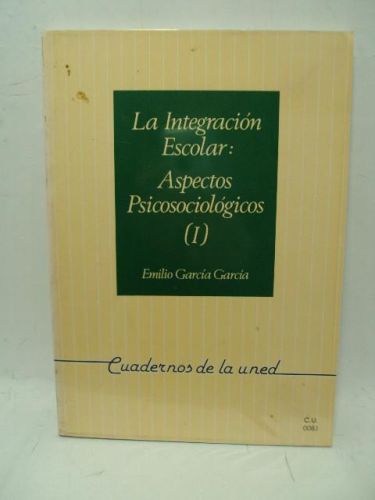 La Integración
Escolar:
Aspectos
Psicosociológicos
(I)
Emilio García García
Cuadernos de la uned
C.U.